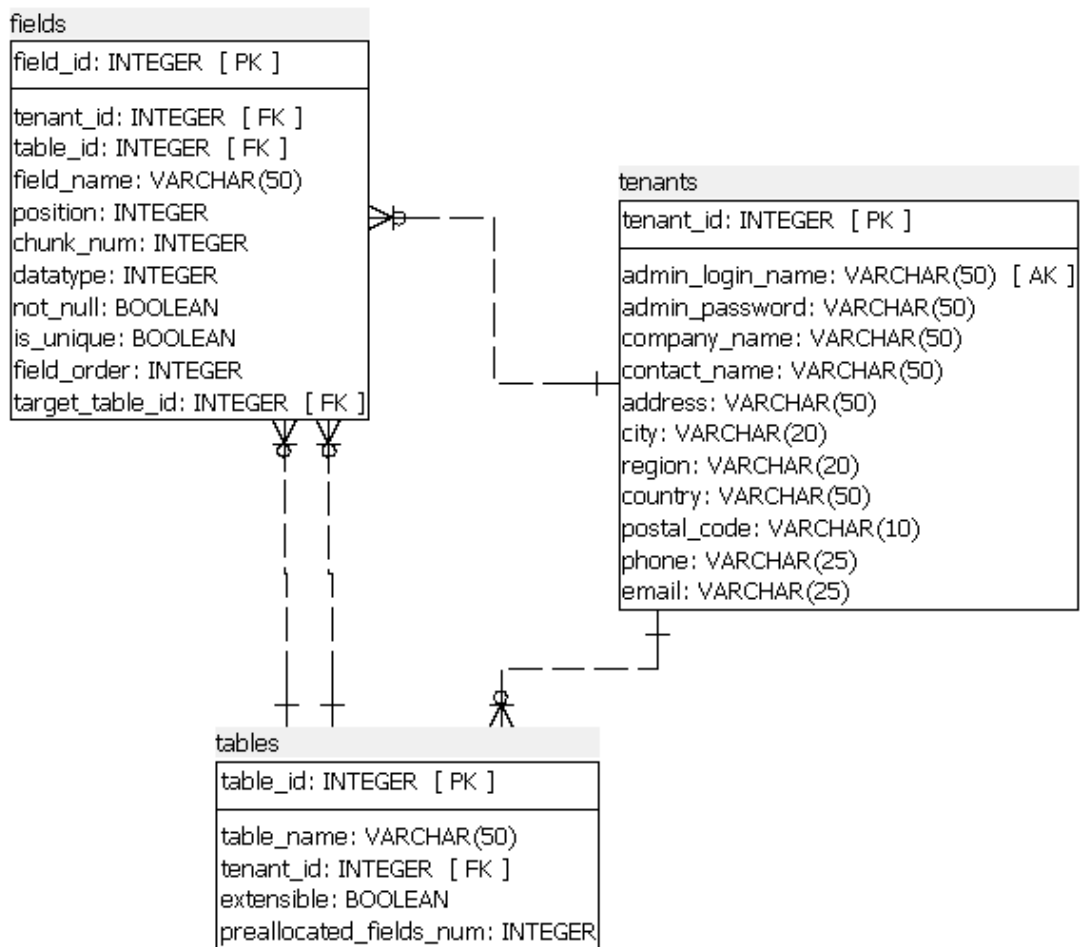 fields
field_id: INTEGER [ PK ]
tenant_id: INTEGER [ FK ]
table_id: INTEGER [ FK ]
field_name: VARCHAR(50)
position: INTEGER
chunk_num: INTEGER
datatype: INTEGER
not_null: BOOLEAN
is_unique: BOOLEAN
field_order: INTEGER
target_table_id: INTEGER [ FK ]
tenants
tenant_id: INTEGER [ PK ]
admin_login_name: VARCHAR(50) [ AK ]
admin_password: VARCHAR(50)
company_name: VARCHAR(50)
contact_name: VARCHAR(50)
address: VARCHAR(50)
city: VARCHAR(20)
region: VARCHAR(20)
country: VARCHAR(50)
postal_code: VARCHAR(10)
phone: VARCHAR(25)
email: VARCHAR(25)
tables
table_id: INTEGER [ PK ]
table_name: VARCHAR(50)
tenant_id: INTEGER [ FK ]
extensible: BOOLEAN
preallocated_fields_num: INTEGER